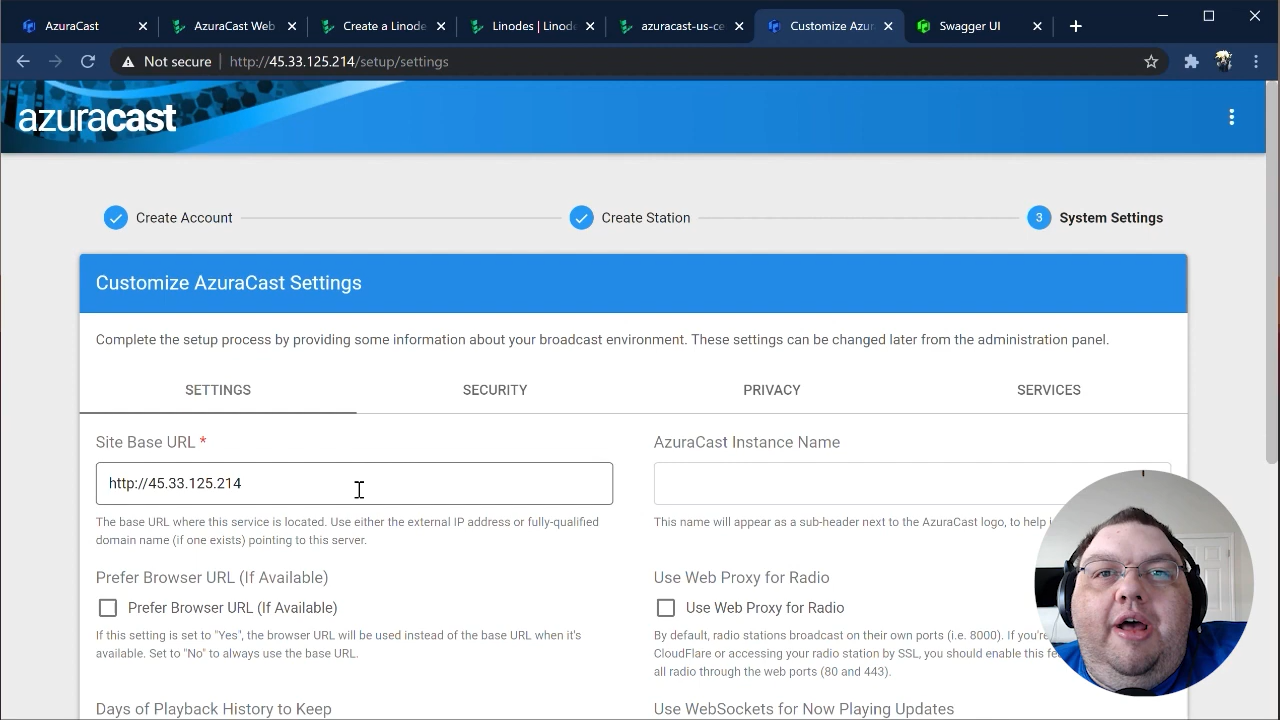 AzuraCast
AzuraCast Web
Create a Linode
Linodes | Linode
azuracast-us-ce
Customize Azur
Swagger UI
Not secure
http://45.33.125.214/setup/settings
azuracast
Create Account
Create Station
3
System Settings
Customize AzuraCast Settings
Complete the setup process by providing some information about your broadcast environment. These settings can be changed later from the administration panel.
SETTINGS
SECURITY
PRIVACY
SERVICES
Site Base URL *
http://45.33.125.214
The base URL where this service is located. Use either the external IP address or fully-qualified
domain name (if one exists) pointing to this server.
AzuraCast Instance Name
This name will appear as a sub-header next to the AzuraCast logo, to help
Prefer Browser URL (If Available)
Prefer Browser URL (If Available)
If this setting is set to "Yes", the browser URL will be used instead of the base URL when it's
available. Set to "No" to always use the base URL.
Use Web Proxy for Radio
Use Web Proxy for Radio
By default, radio stations broadcast on their own ports (i.e. 8000). If you're
CloudFlare or accessing your radio station by SSL, you should enable this
all radio through the web ports (80 and 443).
Days of Playback History to Keep
Use WebSockets for Now Playing Updates